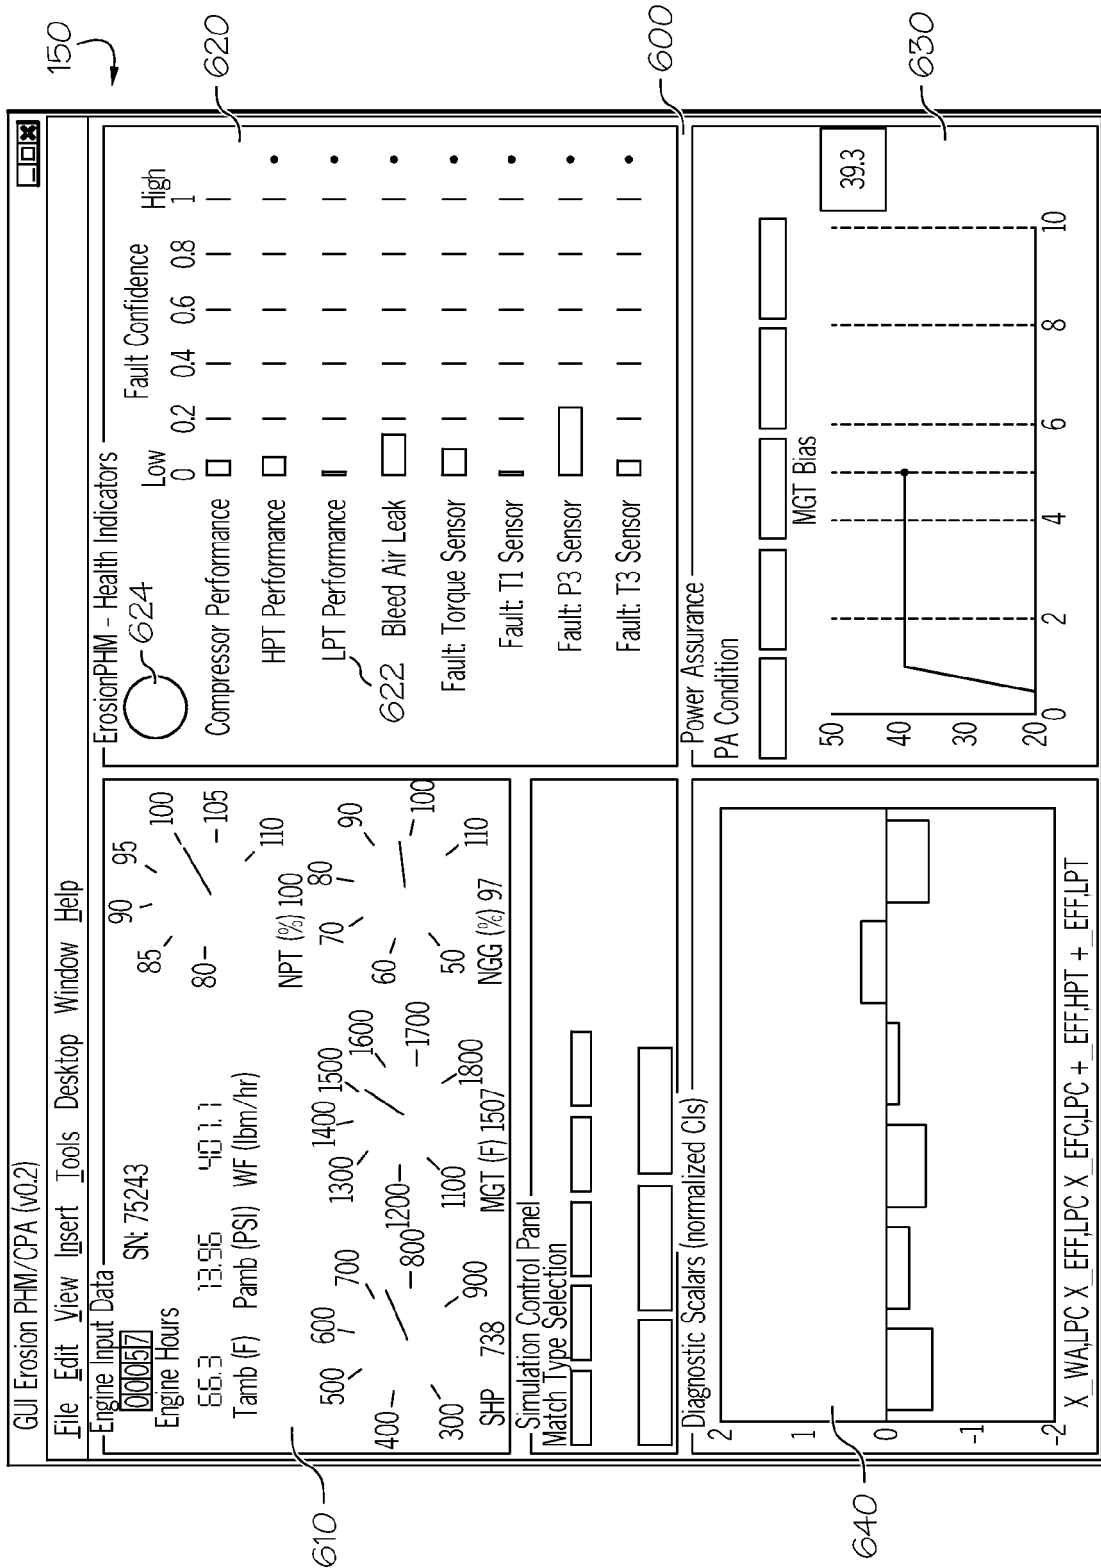 150
GUI Erosion PHM/CPA (v0.2)
File Edit View Insert Tools Desktop Window Help
Engine Input Data
00057
SN: 75243
Engine Hours
66.3 13.96 401.1
Tamb (F) Pamb (PSI) WF (lbm/hr)
80
85
90
95
100
105
110
NPT (%) 100
300
400
500
600
700
800
900
SHP 738
1100
1200
1300
1400
1500
1600
1700
1800
MGT (F) 1507
50
60
70
80
90
100
110
NGG (%) 97
610
ErosionPHM - Health Indicators
624
Low
Fault Confidence
High
0 0.2 0.4 0.6 0.8 1
Compressor Performance
HPT Performance
LPT Performance
622
Bleed Air Leak
Fault: Torque Sensor
Fault: T1 Sensor
Fault: P3 Sensor
Fault: T3 Sensor
620
600
Simulation Control Panel
Match Type Selection
Diagnostic Scalars (normalized CIs)
2
1
0
-1
-2
X_WA,LPC X_EFF,LPC X_EFC,LPC +_EFF,HPT +_EFF,LPT
640
Power Assurance
PA Condition
MGT Bias
39.3
50
40
30
20
0 2 4 6 8 10
630